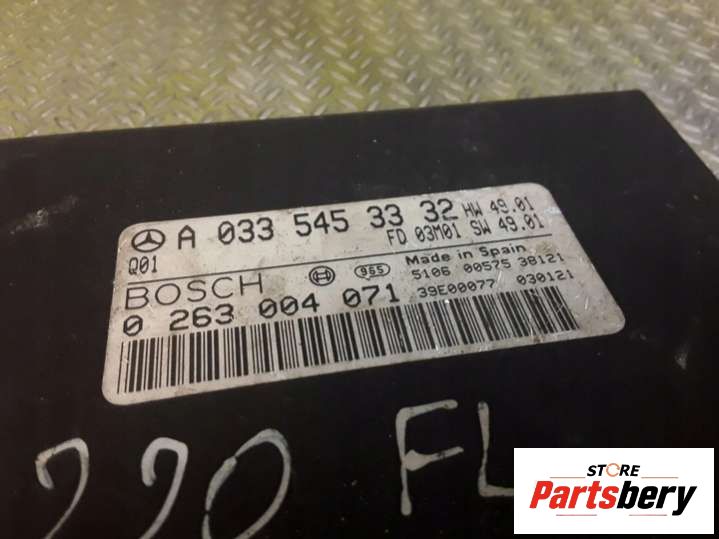 A 033 545 33 32 HW 49.01
Q01 FD 03M01 SW 49.01
BOSCH 965 Made in Spain
5106 00575 38121
0 263 004 071 39E00077 030121
220 FL
STORE
Partsbery